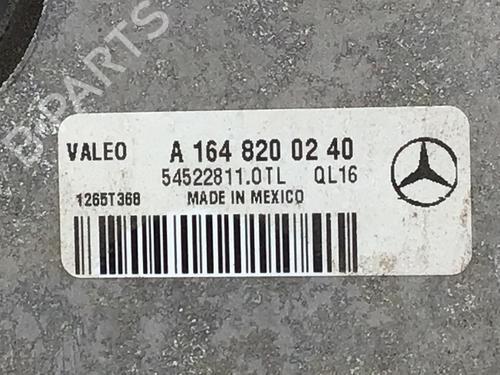 B-PARTS
VALEO A 164 820 02 40
54522811.0TL QL16
1265T368 MADE IN MEXICO